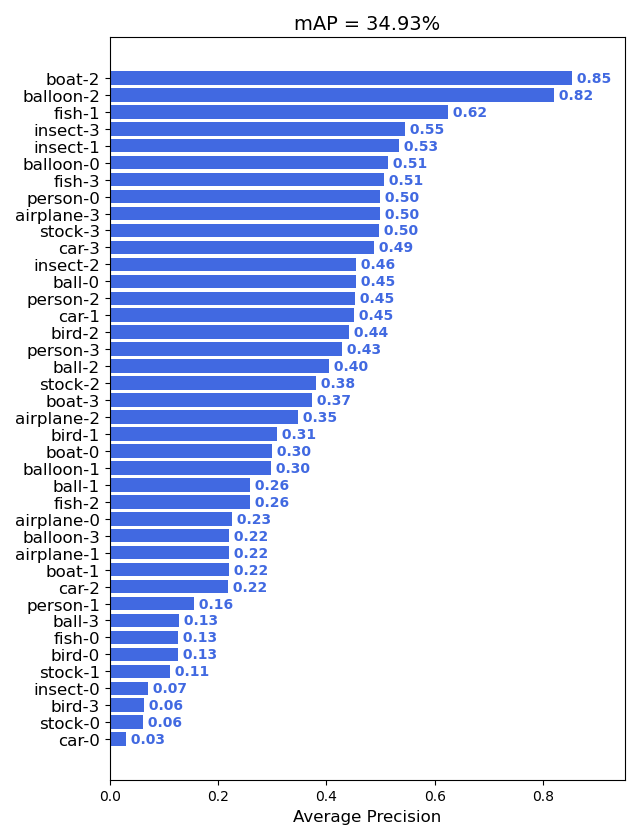 mAP = 34.93%
boat-2 0.85
balloon-2 0.82
fish-1 0.62
insect-3 0.55
insect-1 0.53
balloon-0 0.51
fish-3 0.51
person-0 0.50
airplane-3 0.50
stock-3 0.50
car-3 0.49
insect-2 0.46
ball-0 0.45
person-2 0.45
car-1 0.45
bird-2 0.44
person-3 0.43
ball-2 0.40
stock-2 0.38
boat-3 0.37
airplane-2 0.35
bird-1 0.31
boat-0 0.30
balloon-1 0.30
ball-1 0.26
fish-2 0.26
airplane-0 0.23
balloon-3 0.22
airplane-1 0.22
boat-1 0.22
car-2 0.22
person-1 0.16
ball-3 0.13
fish-0 0.13
bird-0 0.13
stock-1 0.11
insect-0 0.07
bird-3 0.06
stock-0 0.06
car-0 0.03
0.0 0.2 0.4 0.6 0.8
Average Precision